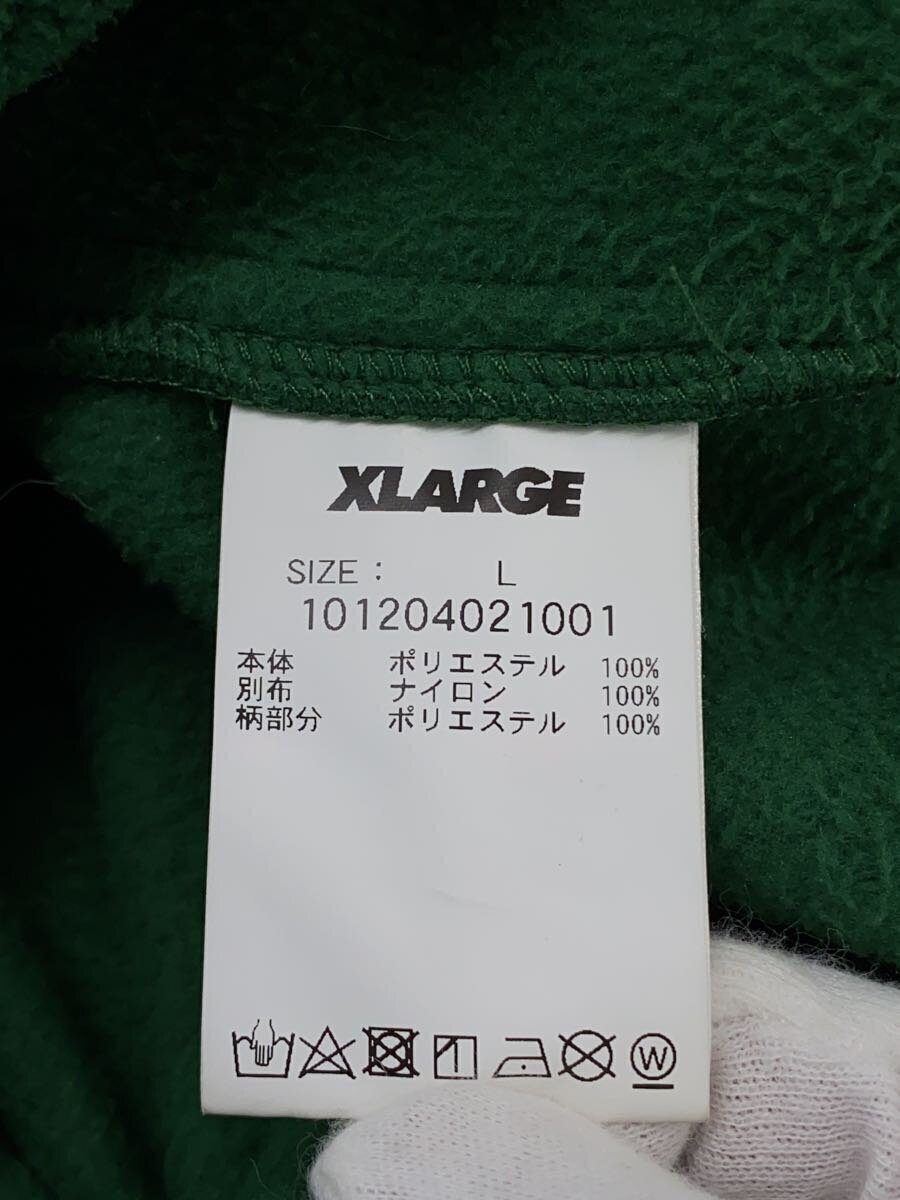 XLARGE
SIZE : L
101204021001
本体 ポリエステル 100%
別布 ナイロン 100%
柄部分 ポリエステル 100%
W